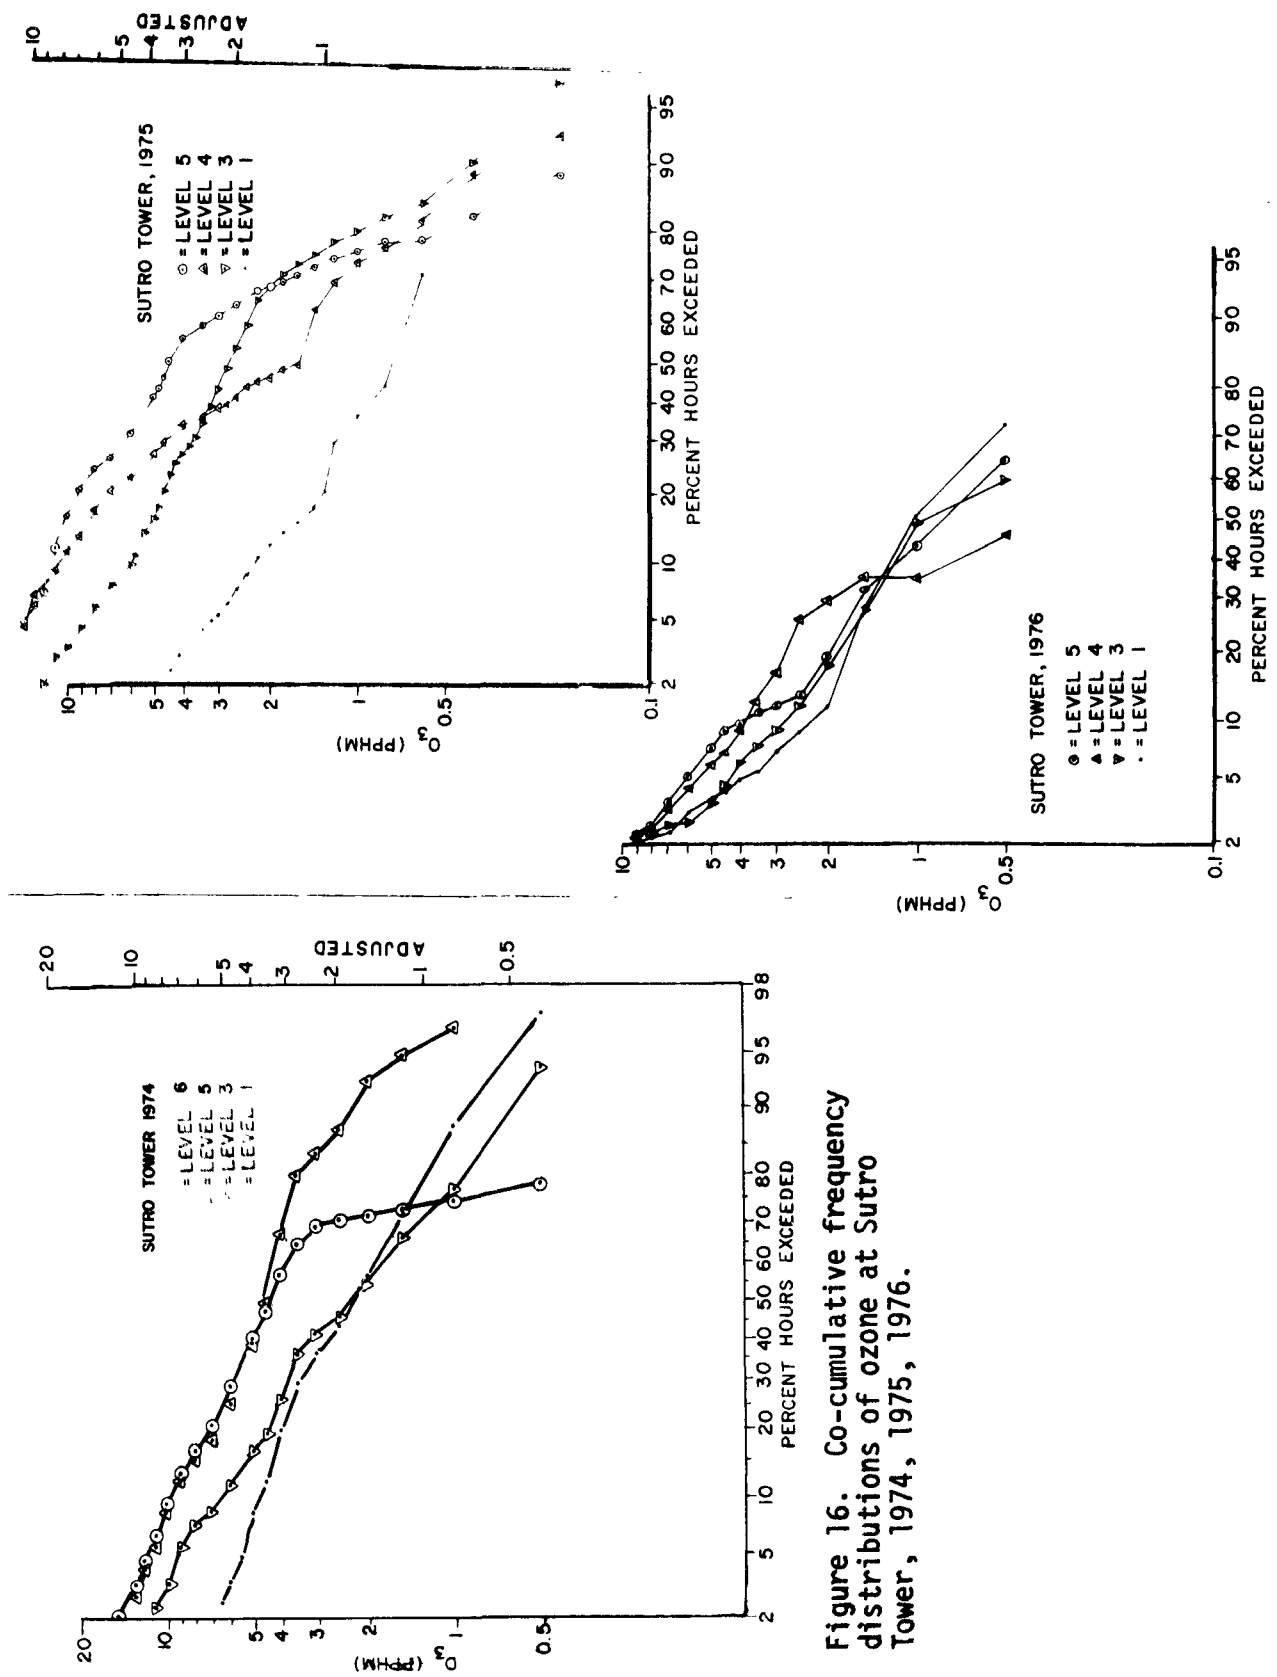 SUTRO TOWER 1974
= LEVEL 6
= LEVEL 5
= LEVEL 3
= LEVEL 1
20
10
5
4
3
2
1
0.5
O3 (PPHM)
2
5
10
20
30
40
50
60
70
80
90
95
98
PERCENT HOURS EXCEEDED
20
10
5
4
3
2
1
0.5
ADJUSTED
SUTRO TOWER, 1975
= LEVEL 5
= LEVEL 4
= LEVEL 3
= LEVEL 1
10
5
4
3
2
1
0.5
0.1
O3 (PPHM)
2
5
10
20
30
40
50
60
70
80
90
95
PERCENT HOURS EXCEEDED
10
5
4
3
2
1
ADJUSTED
SUTRO TOWER, 1976
= LEVEL 5
= LEVEL 4
= LEVEL 3
= LEVEL 1
10
5
4
3
2
1
0.5
0.1
O3 (PPHM)
2
5
10
20
30
40
50
60
70
80
90
95
PERCENT HOURS EXCEEDED
Figure 16. Co-cumulative frequency
distributions of ozone at Sutro
Tower, 1974, 1975, 1976.